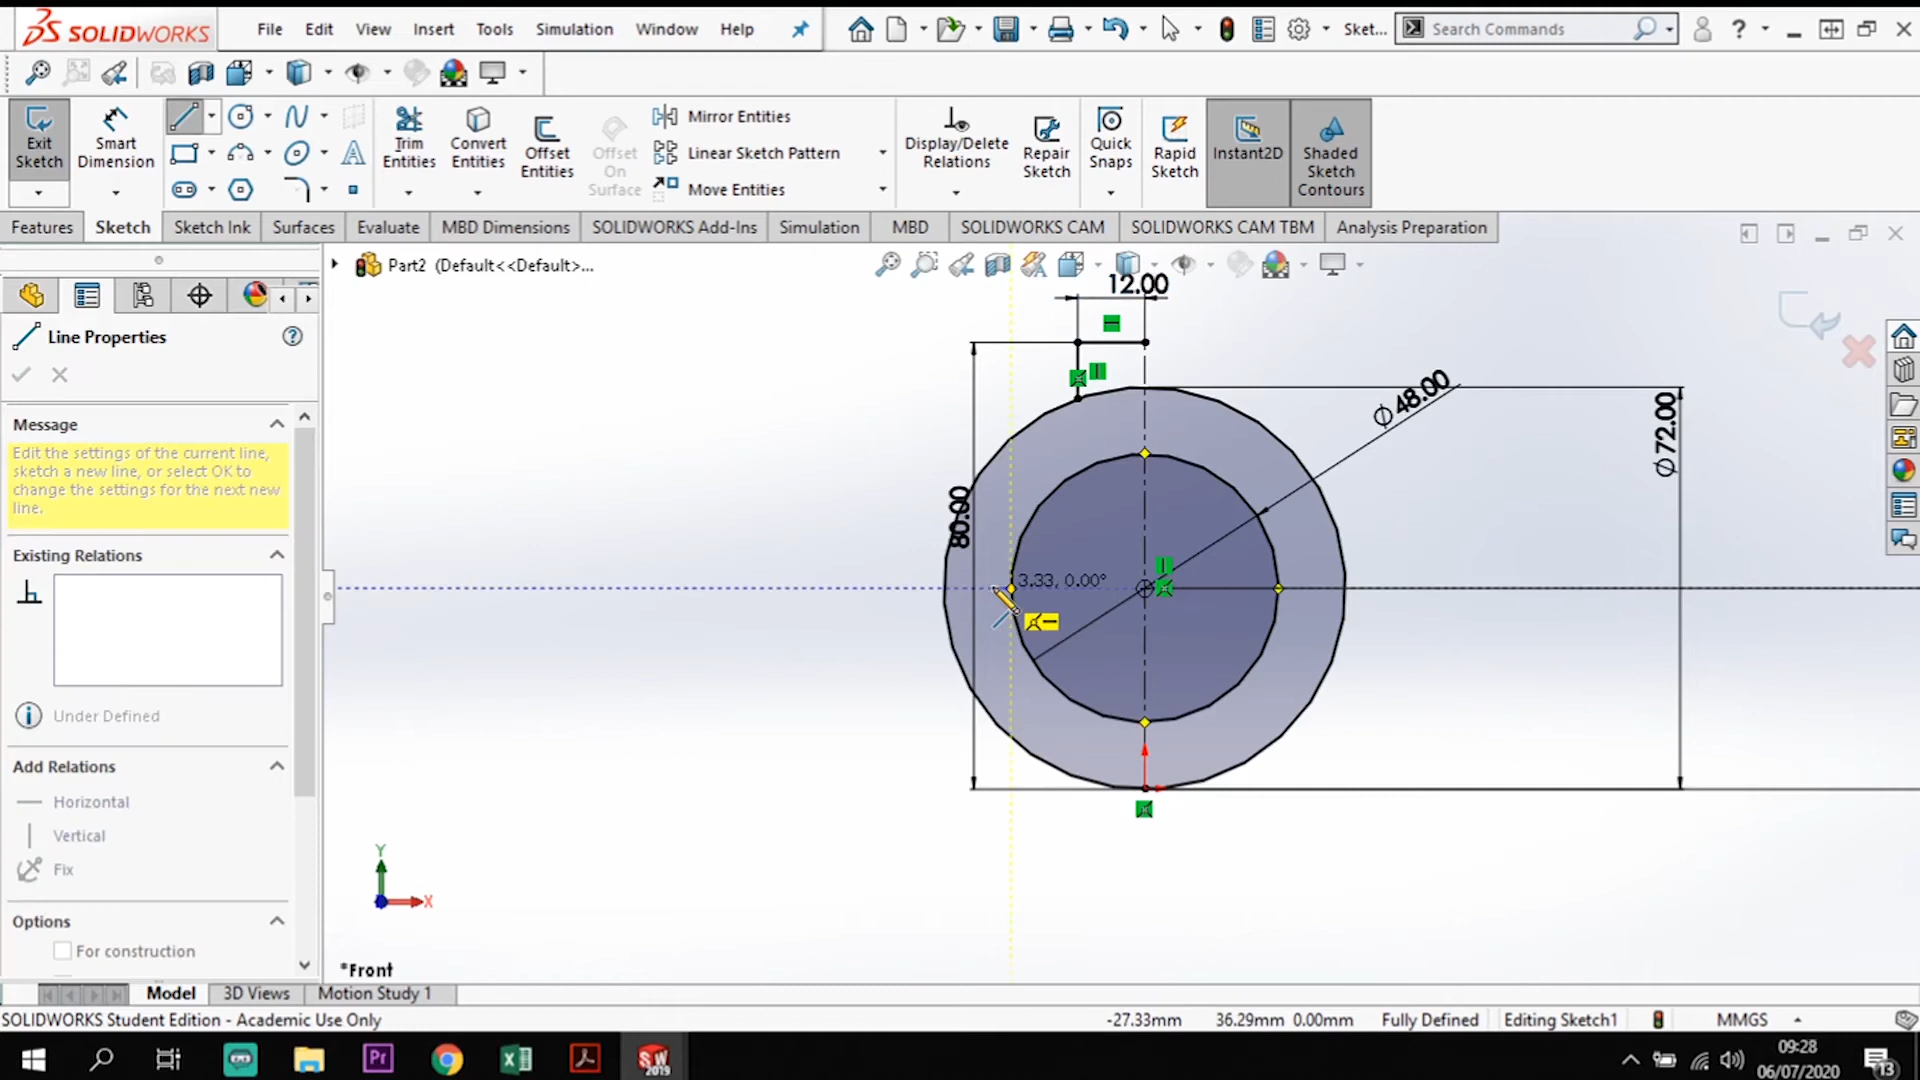 SOLIDWORKS File Edit View Insert Tools Simulation Window Help Sket... Search Commands ?
Exit Sketch
Smart Dimension
Trim Entities
Convert Entities
Offset Entities
Offset On Surface
Mirror Entities
Linear Sketch Pattern
Move Entities
Display/Delete Relations
Repair Sketch
Quick Snaps
Rapid Sketch
Instant2D
Shaded Sketch Contours
Features Sketch Sketch Ink Surfaces Evaluate MBD Dimensions SOLIDWORKS Add-Ins Simulation MBD SOLIDWORKS CAM SOLIDWORKS CAM TBM Analysis Preparation
Part2 (Default<<Default>...
Line Properties
Message
Edit the settings of the current line,
sketch a new line, or select OK to
change the settings for the next new
line.
Existing Relations
Under Defined
Add Relations
Horizontal
Vertical
Fix
Options
For construction
12.00
80.00
Ø48.00
Ø72.00
3.33, 0.00°
Y
X
*Front
Model 3D Views Motion Study 1
SOLIDWORKS Student Edition - Academic Use Only -27.33mm 36.29mm 0.00mm Fully Defined Editing Sketch1 MMGS
Pr
SW
2019
09:28
06/07/2020
13